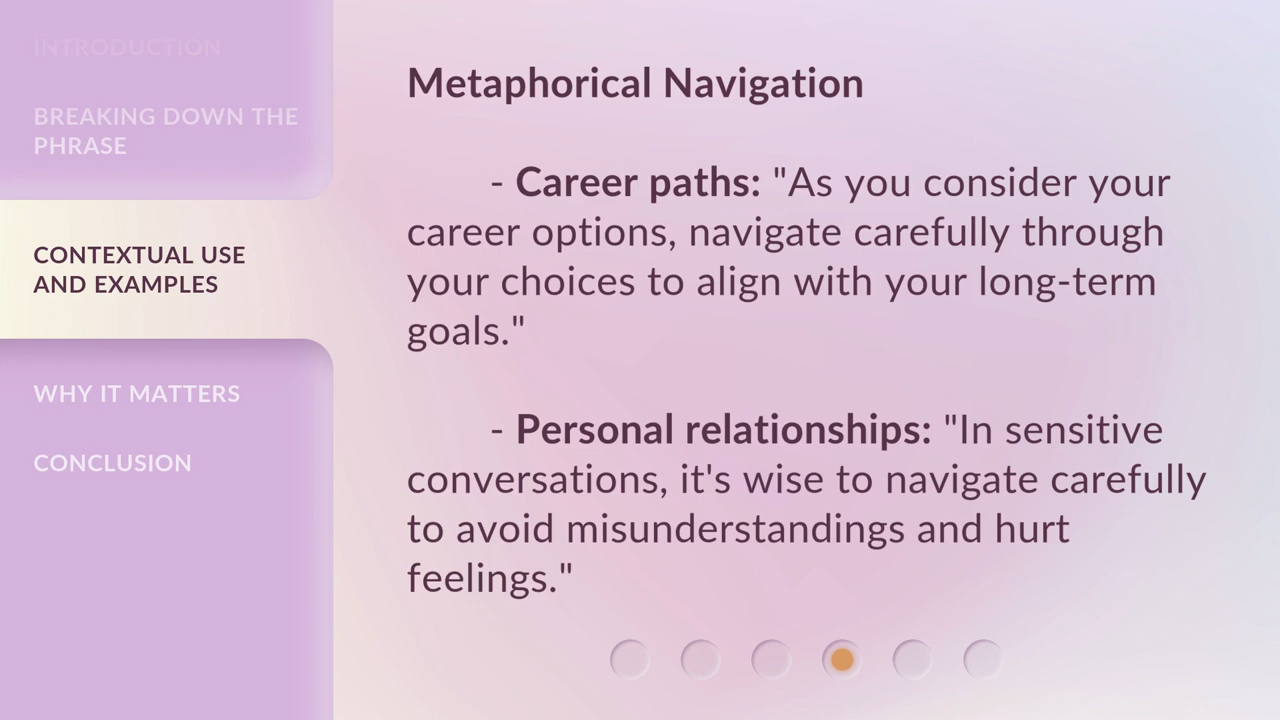 INTRODUCTION
BREAKING DOWN THE
PHRASE
CONTEXTUAL USE
AND EXAMPLES
WHY IT MATTERS
CONCLUSION
Metaphorical Navigation
- Career paths: "As you consider your
career options, navigate carefully through
your choices to align with your long-term
goals."
- Personal relationships: "In sensitive
conversations, it's wise to navigate carefully
to avoid misunderstandings and hurt
feelings."